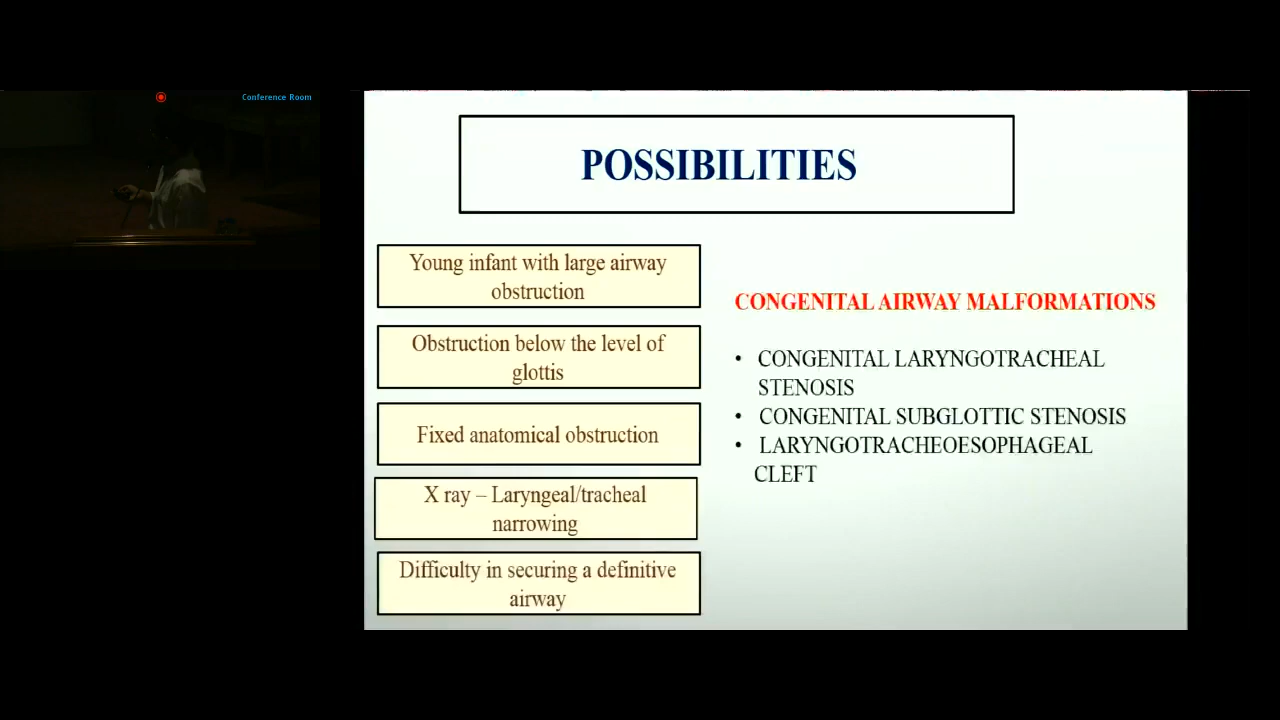 Conference Room
POSSIBILITIES
Young infant with large airway
obstruction
Obstruction below the level of
glottis
Fixed anatomical obstruction
X ray – Laryngeal/tracheal
narrowing
Difficulty in securing a definitive
airway
CONGENITAL AIRWAY MALFORMATIONS
• CONGENITAL LARYNGOTRACHEAL
STENOSIS
• CONGENITAL SUBGLOTTIC STENOSIS
• LARYNGOTRACHEOESOPHAGEAL
CLEFT